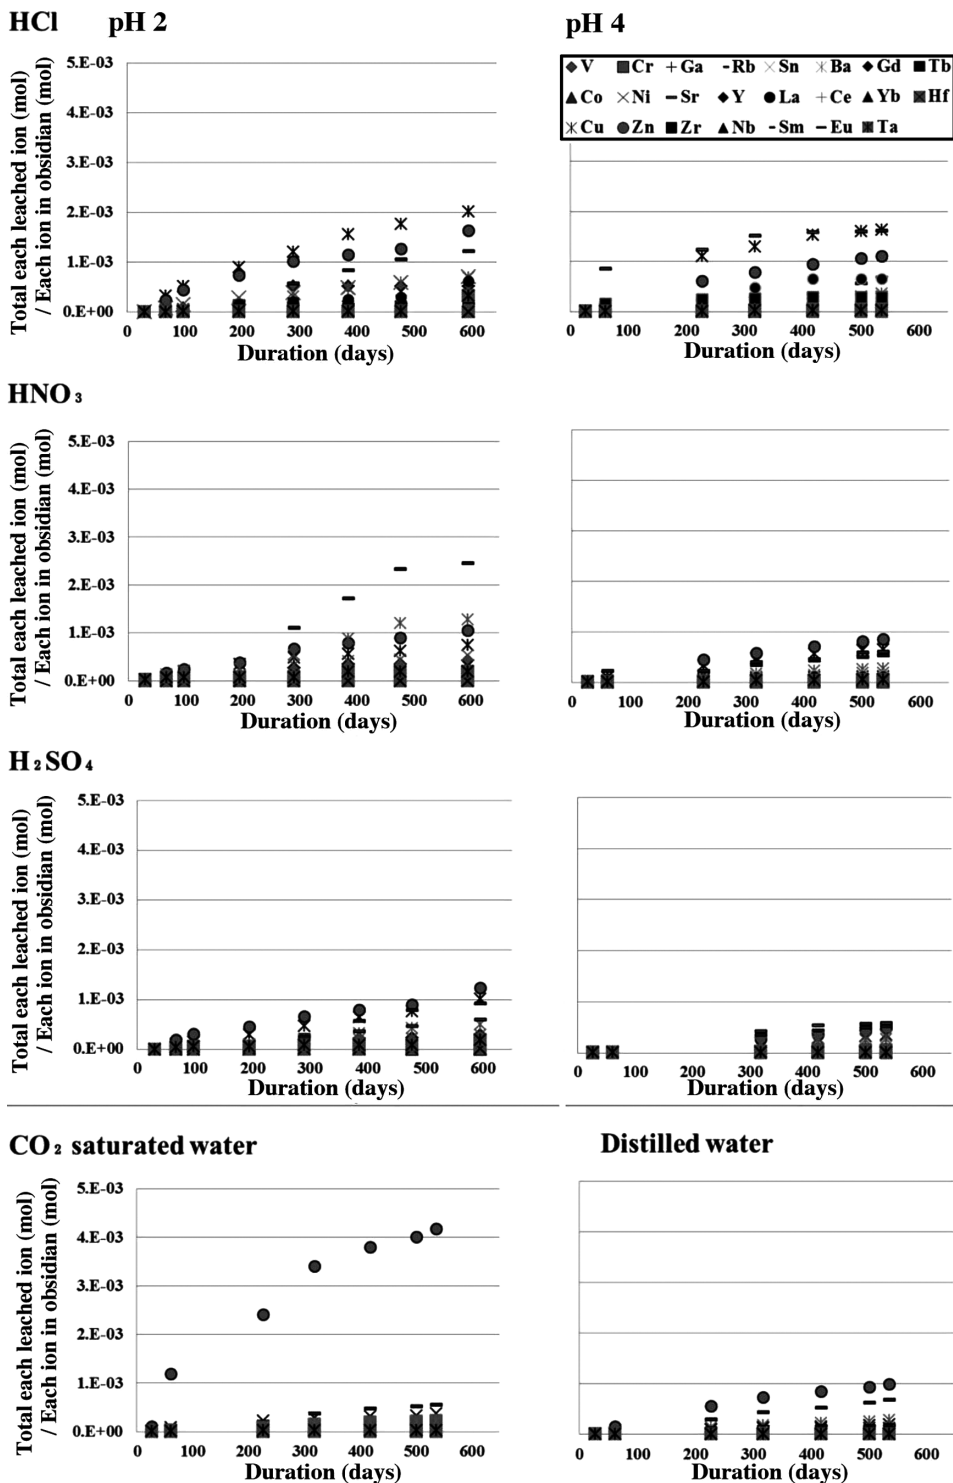 HCl pH 2 pH 4
Total each leached ion (mol)
/ Each ion in obsidian (mol)
5.E-03
4.E-03
3.E-03
2.E-03
1.E-03
0.E+00
0 100 200 300 400 500 600
Duration (days)
V Cr Ga Rb Sn Ba Gd Tb
Co Ni Sr Y La Ce Yb Hf
Cu Zn Zr Nb Sm Eu Ta
0 100 200 300 400 500 600
Duration (days)
HNO3
Total each leached ion (mol)
/ Each ion in obsidian (mol)
5.E-03
4.E-03
3.E-03
2.E-03
1.E-03
0.E+00
0 100 200 300 400 500 600
Duration (days)
0 100 200 300 400 500 600
Duration (days)
H2SO4
Total each leached ion (mol)
/ Each ion in obsidian (mol)
5.E-03
4.E-03
3.E-03
2.E-03
1.E-03
0.E+00
0 100 200 300 400 500 600
Duration (days)
0 100 200 300 400 500 600
Duration (days)
CO2 saturated water
Total each leached ion (mol)
/ Each ion in obsidian (mol)
5.E-03
4.E-03
3.E-03
2.E-03
1.E-03
0.E+00
0 100 200 300 400 500 600
Duration (days)
Distilled water
0 100 200 300 400 500 600
Duration (days)